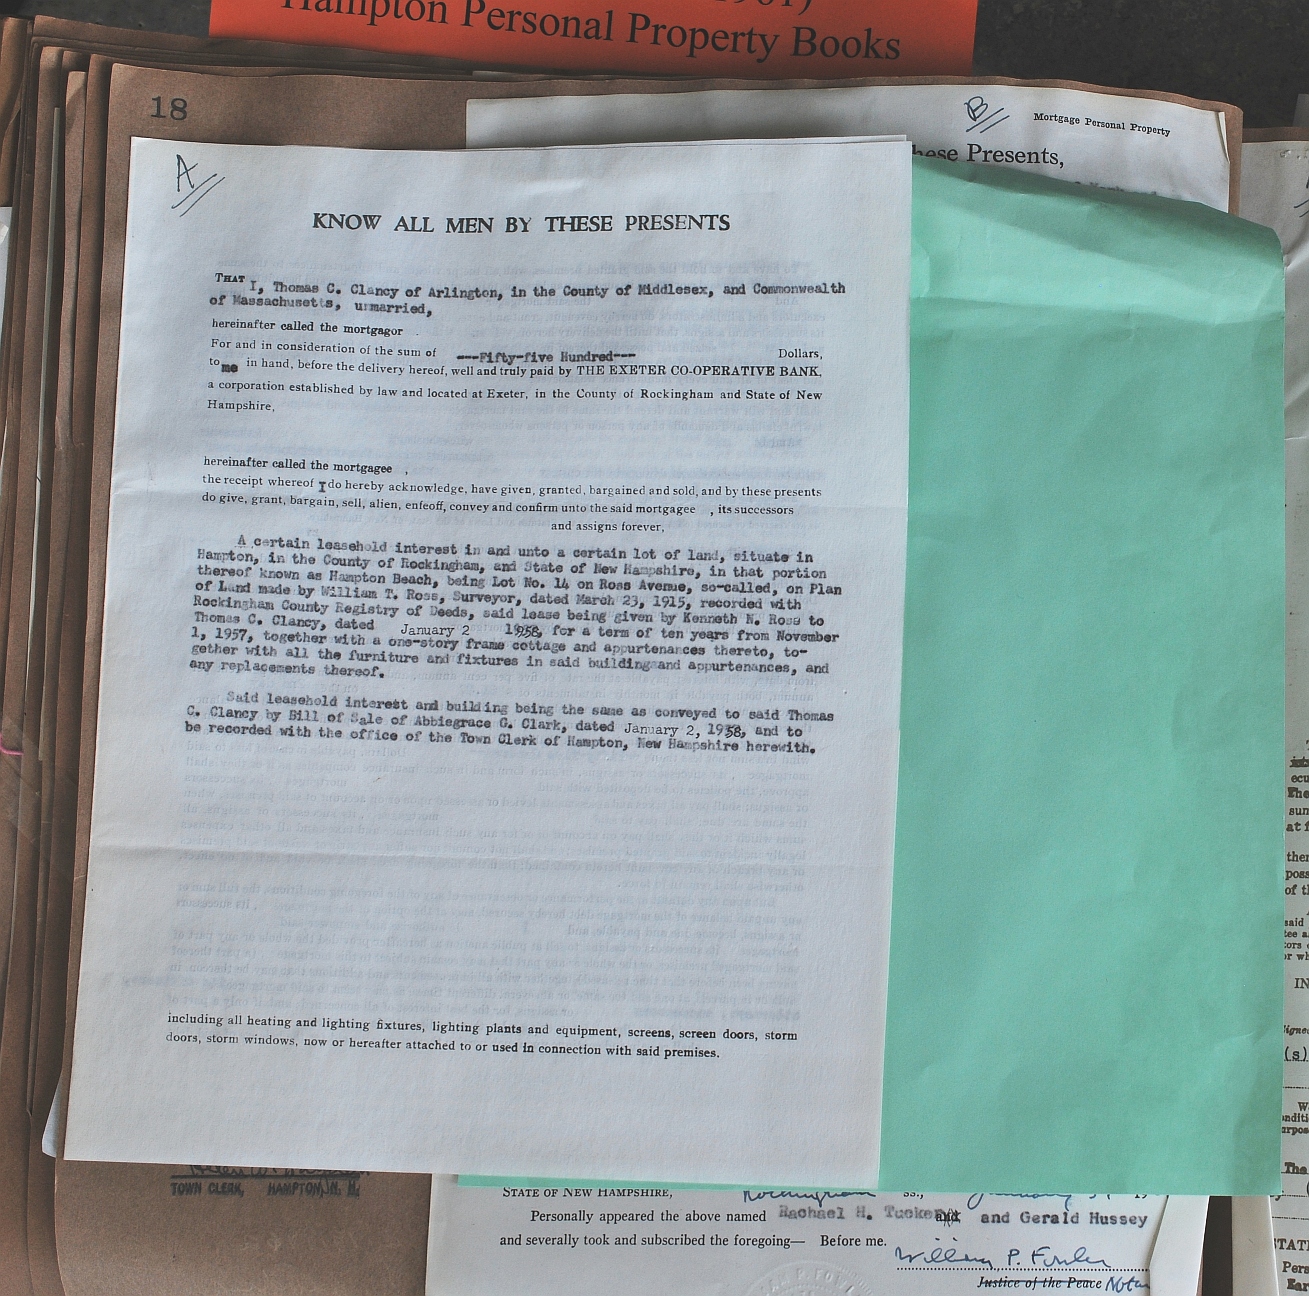 Hampton Personal Property Books
18
B
Mortgage Personal Property
these Presents,
A
KNOW ALL MEN BY THESE PRESENTS
THAT I, Thomas C. Clancy of Arlington, in the County of Middlesex, and Commonwealth
of Massachusetts, unmarried,
hereinafter called the mortgagor .
For and in consideration of the sum of ---Fifty-five Hundred--- Dollars,
to me in hand, before the delivery hereof, well and truly paid by THE EXETER CO-OPERATIVE BANK,
a corporation established by law and located at Exeter, in the County of Rockingham and State of New
Hampshire,
hereinafter called the mortgagee ,
the receipt whereof I do hereby acknowledge, have given, granted, bargained and sold, and by these presents
do give, grant, bargain, sell, alien, enfeoff, convey and confirm unto the said mortgagee , its successors
and assigns forever,
A certain leasehold interest in and unto a certain lot of land, situate in
Hampton, in the County of Rockingham, and State of New Hampshire, in that portion
thereof known as Hampton Beach, being Lot No. 14 on Ross Avenue, so-called, on Plan
of Land made by William T. Ross, Surveyor, dated March 23, 1915, recorded with
Rockingham County Registry of Deeds, said lease being given by Kenneth N. Ross to
Thomas C. Clancy, dated January 2 1958, for a term of ten years from November
1, 1957, together with a one-story frame cottage and appurtenances thereto, to-
gether with all the furniture and fixtures in said building and appurtenances, and
any replacements thereof.
Said leasehold interest and building being the same as conveyed to said Thomas
C. Clancy by Bill of Sale of Abbiegrace C. Clark, dated January 2, 1958, and to
be recorded with the office of the Town Clerk of Hampton, New Hampshire herewith.
including all heating and lighting fixtures, lighting plants and equipment, screens, screen doors, storm
doors, storm windows, now or hereafter attached to or used in connection with said premises.
TOWN CLERK, HAMPTON, N. H.
STATE OF NEW HAMPSHIRE, Rockingham ss., January
Personally appeared the above named Rachael H. Tucker and Gerald Hussey
and severally took and subscribed the foregoing— Before me.
William P. Fowler
Justice of the Peace